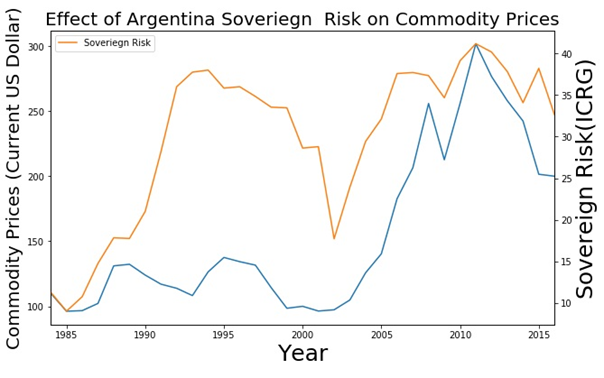 Effect of Argentina Soveriegn  Risk on Commodity Prices
Commodity Prices (Current US Dollar)
300
250
200
150
100
Soveriegn Risk
40
35
30
25
20
15
10
Sovereign Risk(ICRG)
1985 1990 1995 2000 2005 2010 2015
Year